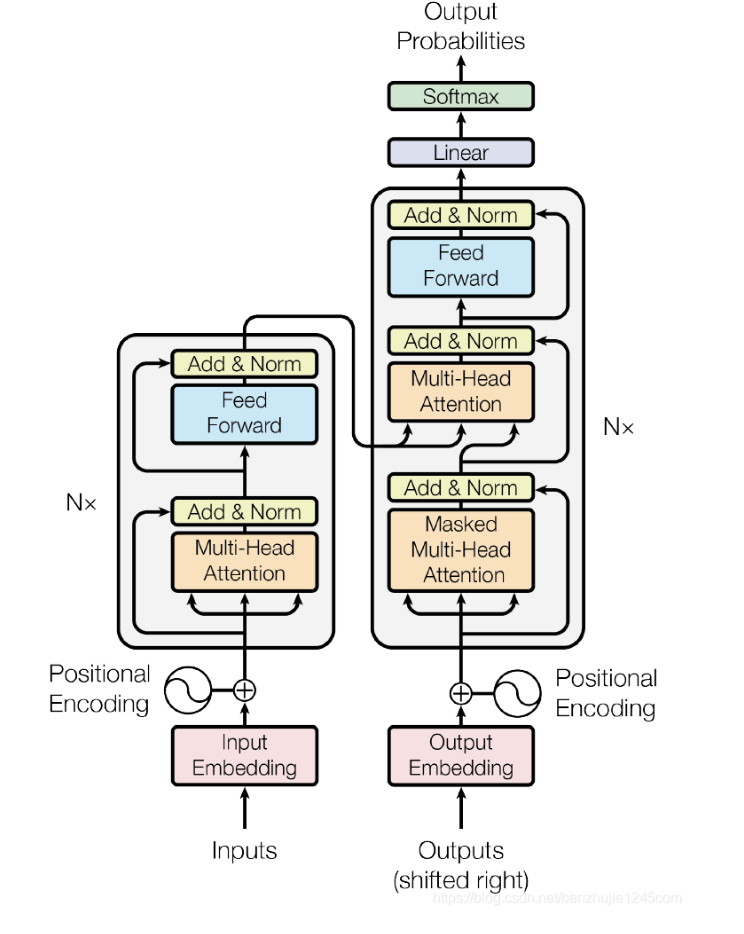 Output
Probabilities
Softmax
Linear
Add & Norm
Feed
Forward
Add & Norm
Multi-Head
Attention
Nx
Add & Norm
Masked
Multi-Head
Attention
Positional
Encoding
Output
Embedding
Outputs
(shifted right)
Add & Norm
Feed
Forward
Nx
Add & Norm
Multi-Head
Attention
Positional
Encoding
Input
Embedding
Inputs
https://blog.csdn.net/benzhujie1245com